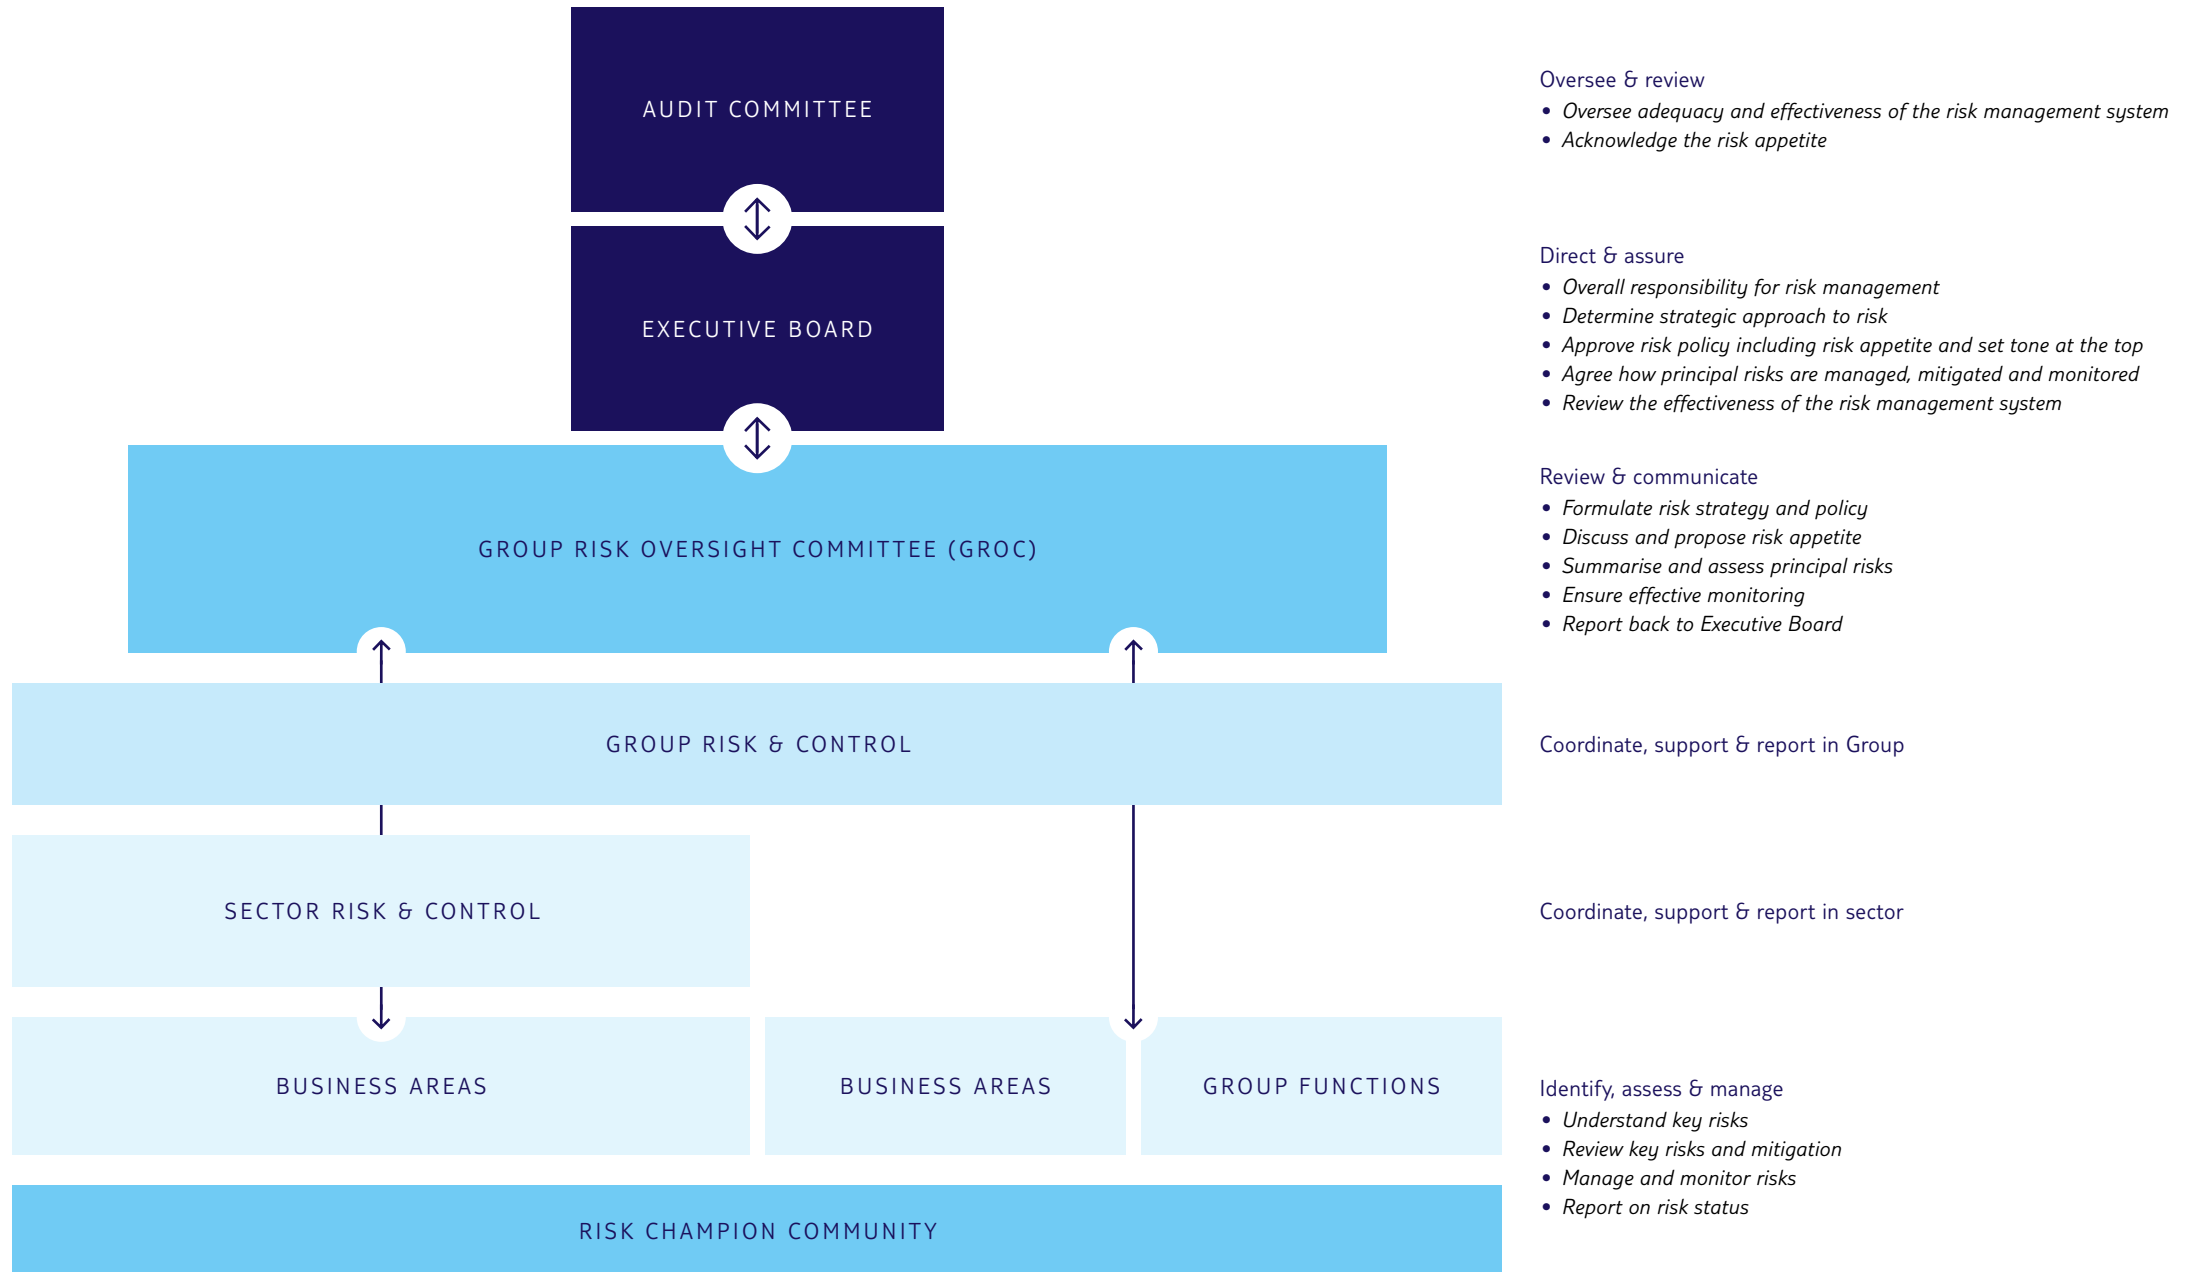 AUDIT COMMITTEE
Oversee & review
• Oversee adequacy and effectiveness of the risk management system
• Acknowledge the risk appetite
EXECUTIVE BOARD
Direct & assure
• Overall responsibility for risk management
• Determine strategic approach to risk
• Approve risk policy including risk appetite and set tone at the top
• Agree how principal risks are managed, mitigated and monitored
• Review the effectiveness of the risk management system
GROUP RISK OVERSIGHT COMMITTEE (GROC)
Review & communicate
• Formulate risk strategy and policy
• Discuss and propose risk appetite
• Summarise and assess principal risks
• Ensure effective monitoring
• Report back to Executive Board
GROUP RISK & CONTROL
Coordinate, support & report in Group
SECTOR RISK & CONTROL
Coordinate, support & report in sector
BUSINESS AREAS
BUSINESS AREAS
GROUP FUNCTIONS
Identify, assess & manage
• Understand key risks
• Review key risks and mitigation
• Manage and monitor risks
• Report on risk status
RISK CHAMPION COMMUNITY